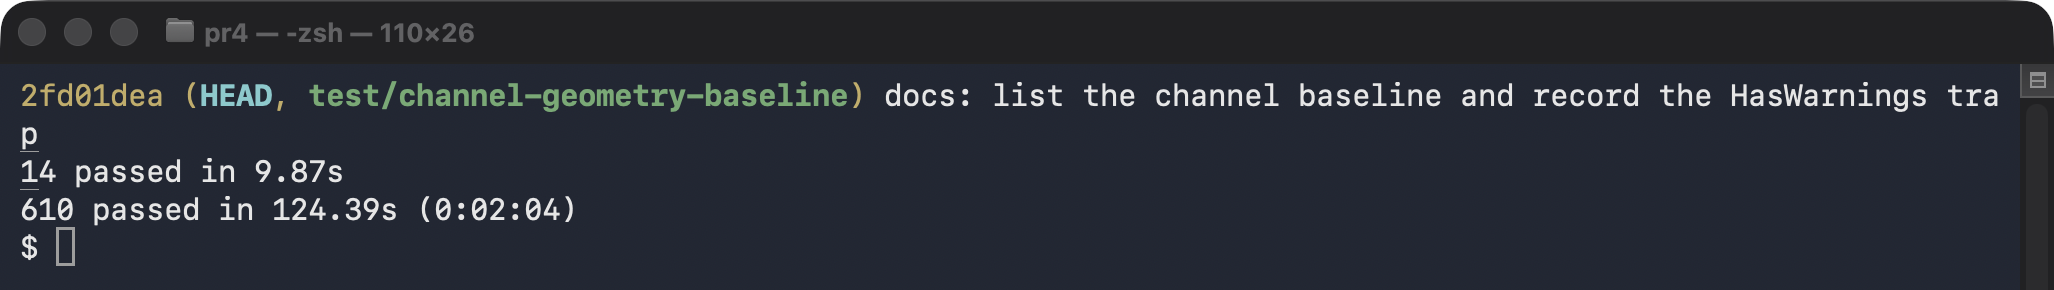 pr4 — -zsh — 110×26
2fd01dea (HEAD, test/channel-geometry-baseline) docs: list the channel baseline and record the HasWarnings tra
p
14 passed in 9.87s
610 passed in 124.39s (0:02:04)
$